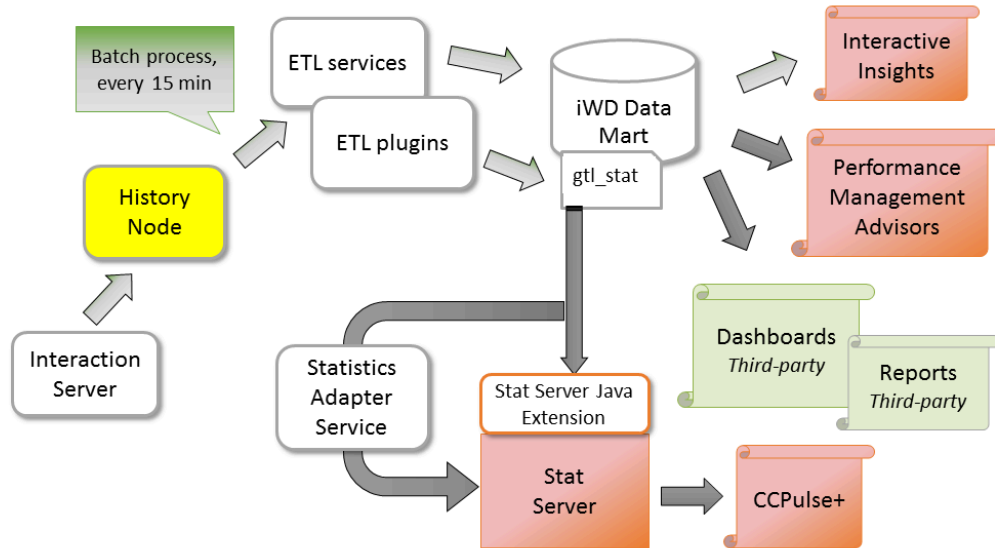 Batch process,
every 15 min
ETL services
ETL plugins
iWD Data
Mart
gtl_stat
Interactive
Insights
Performance
Management
Advisors
History
Node
Interaction
Server
Statistics
Adapter
Service
Stat Server Java
Extension
Stat
Server
Dashboards
Third-party
Reports
Third-party
CCPulse+